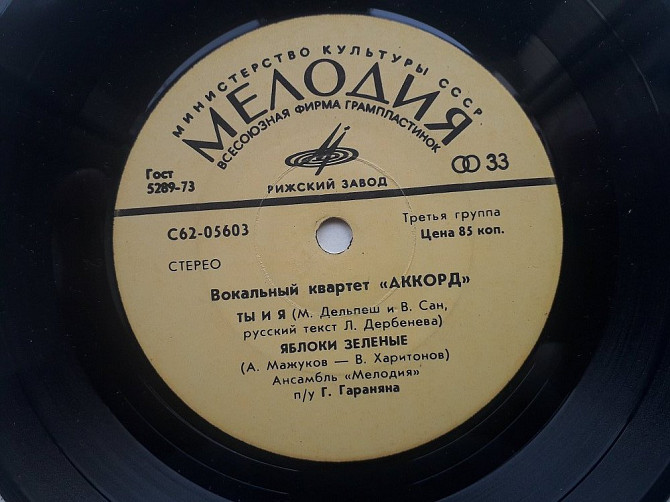 МИНИСТЕРСТВО КУЛЬТУРЫ СССР
МЕЛОДИЯ
ВСЕСОЮЗНАЯ ФИРМА ГРАМПЛАСТИНОК
Гост
5289-73
33
РИЖСКИЙ ЗАВОД
С62-05603
Третья группа
Цена 85 коп.
СТЕРЕО
Вокальный квартет «АККОРД»
ТЫ И Я (М. Дельпеш и В. Сан,
русский текст Л. Дербенева)
ЯБЛОКИ ЗЕЛЕНЫЕ
(А. Мажуков — В. Харитонов)
Ансамбль «Мелодия»
п/у Г. Гараняна